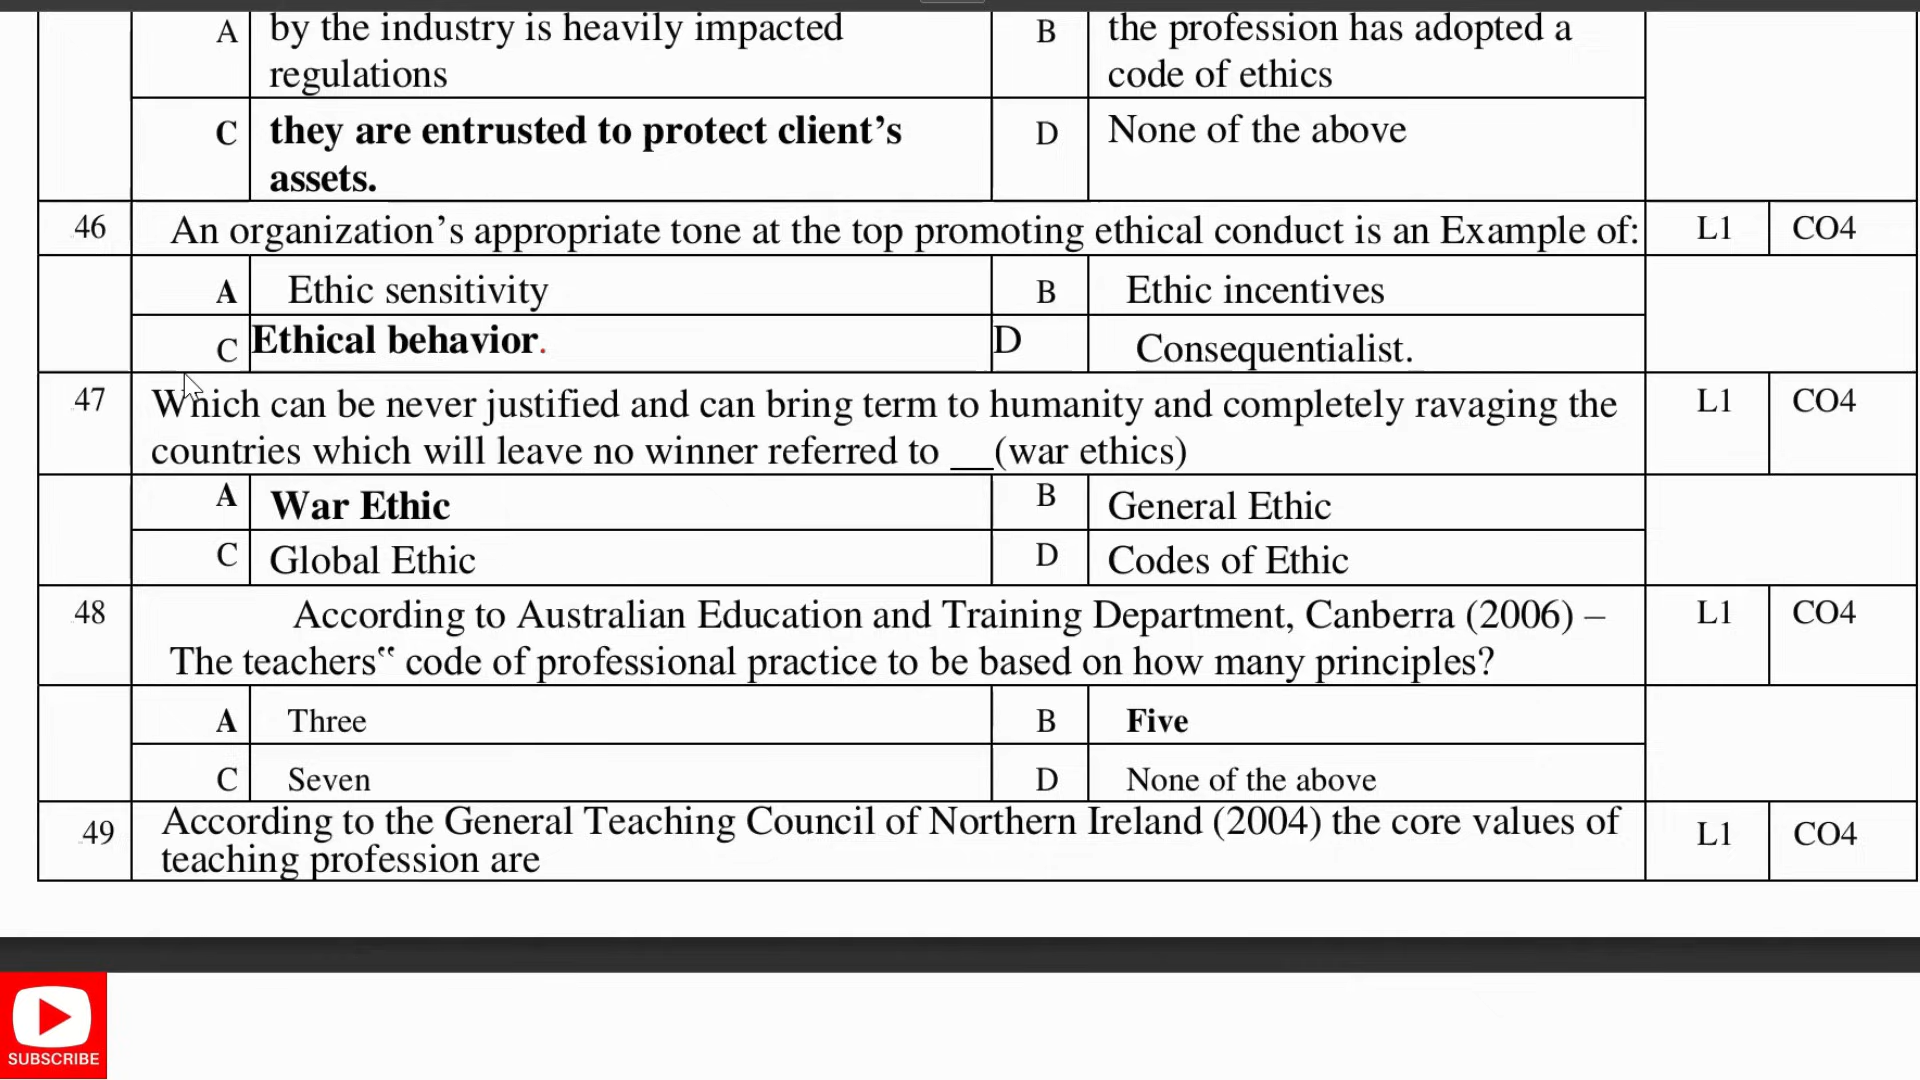 A by the industry is heavily impacted B the profession has adopted a
regulations code of ethics
C they are entrusted to protect client’s D None of the above
assets.
46 An organization’s appropriate tone at the top promoting ethical conduct is an Example of: L1 CO4
A Ethic sensitivity B Ethic incentives
C Ethical behavior. D Consequentialist.
47 Which can be never justified and can bring term to humanity and completely ravaging the L1 CO4
countries which will leave no winner referred to __(war ethics)
A War Ethic B General Ethic
C Global Ethic D Codes of Ethic
48 According to Australian Education and Training Department, Canberra (2006) – L1 CO4
The teachers‟ code of professional practice to be based on how many principles?
A Three B Five
C Seven D None of the above
49 According to the General Teaching Council of Northern Ireland (2004) the core values of L1 CO4
teaching profession are
SUBSCRIBE